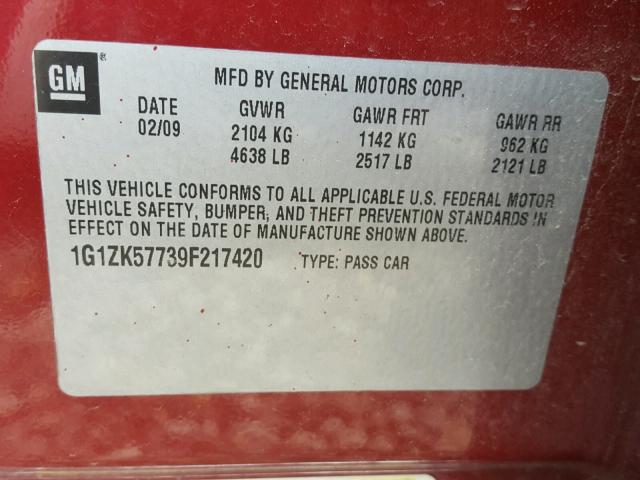 GM ®
MFD BY GENERAL MOTORS CORP.
DATE GVWR GAWR FRT GAWR RR
02/09 2104 KG 1142 KG 962 KG
4638 LB 2517 LB 2121 LB
THIS VEHICLE CONFORMS TO ALL APPLICABLE U.S. FEDERAL MOTOR
VEHICLE SAFETY, BUMPER, AND THEFT PREVENTION STANDARDS IN
EFFECT ON THE DATE OF MANUFACTURE SHOWN ABOVE.
1G1ZK57739F217420 TYPE: PASS CAR